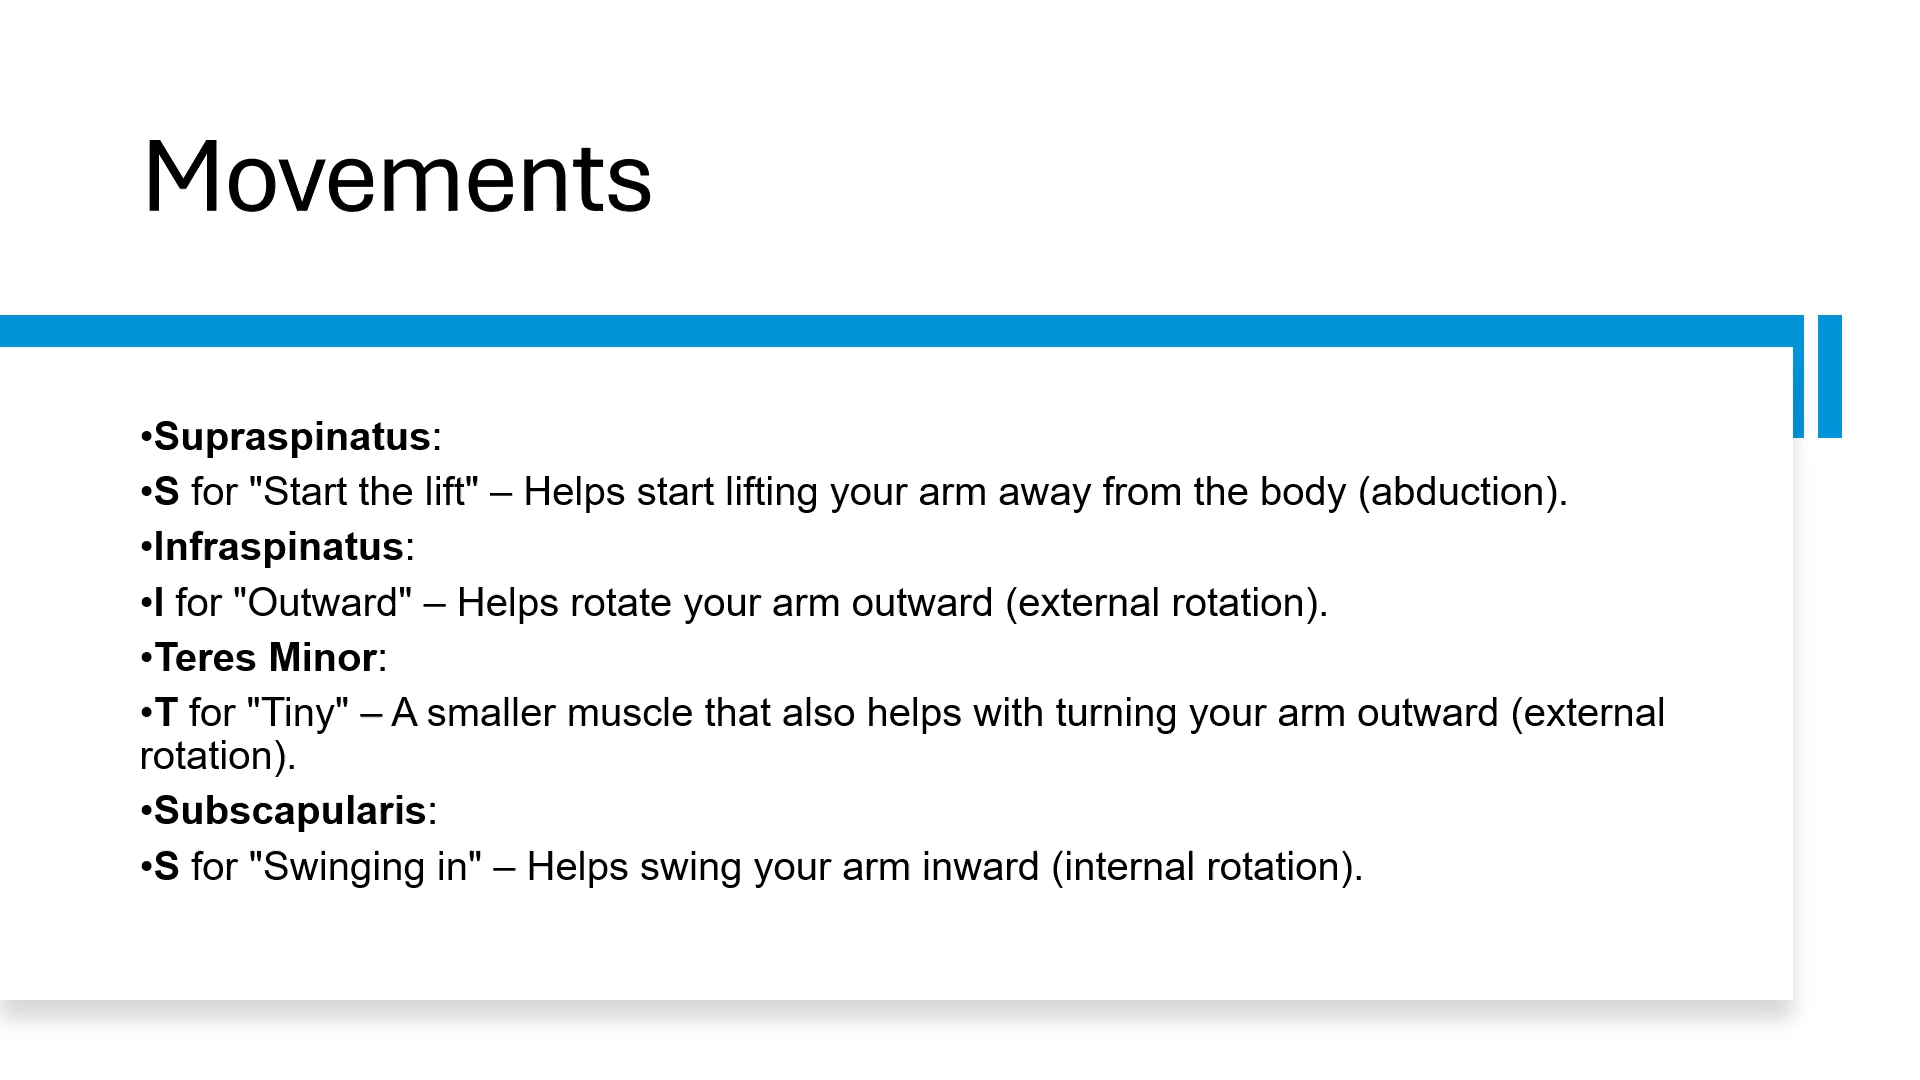 Movements
•Supraspinatus:
•S for "Start the lift" – Helps start lifting your arm away from the body (abduction).
•Infraspinatus:
•I for "Outward" – Helps rotate your arm outward (external rotation).
•Teres Minor:
•T for "Tiny" – A smaller muscle that also helps with turning your arm outward (external
rotation).
•Subscapularis:
•S for "Swinging in" – Helps swing your arm inward (internal rotation).